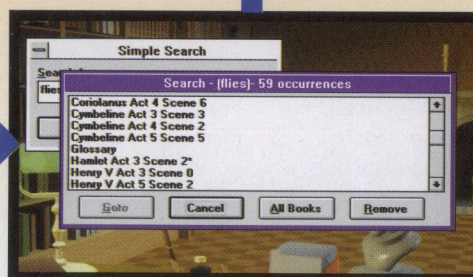 Simple Search
Sea
flies
Search - (flies)- 59 occurrences
Coriolanus Act 4 Scene 6
Cymbeline Act 3 Scene 3
Cymbeline Act 4 Scene 2
Cymbeline Act 5 Scene 5
Glossary
Hamlet Act 3 Scene 2*
Henry V Act 3 Scene 0
Henry V Act 5 Scene 2
Goto
Cancel
All Books
Remove